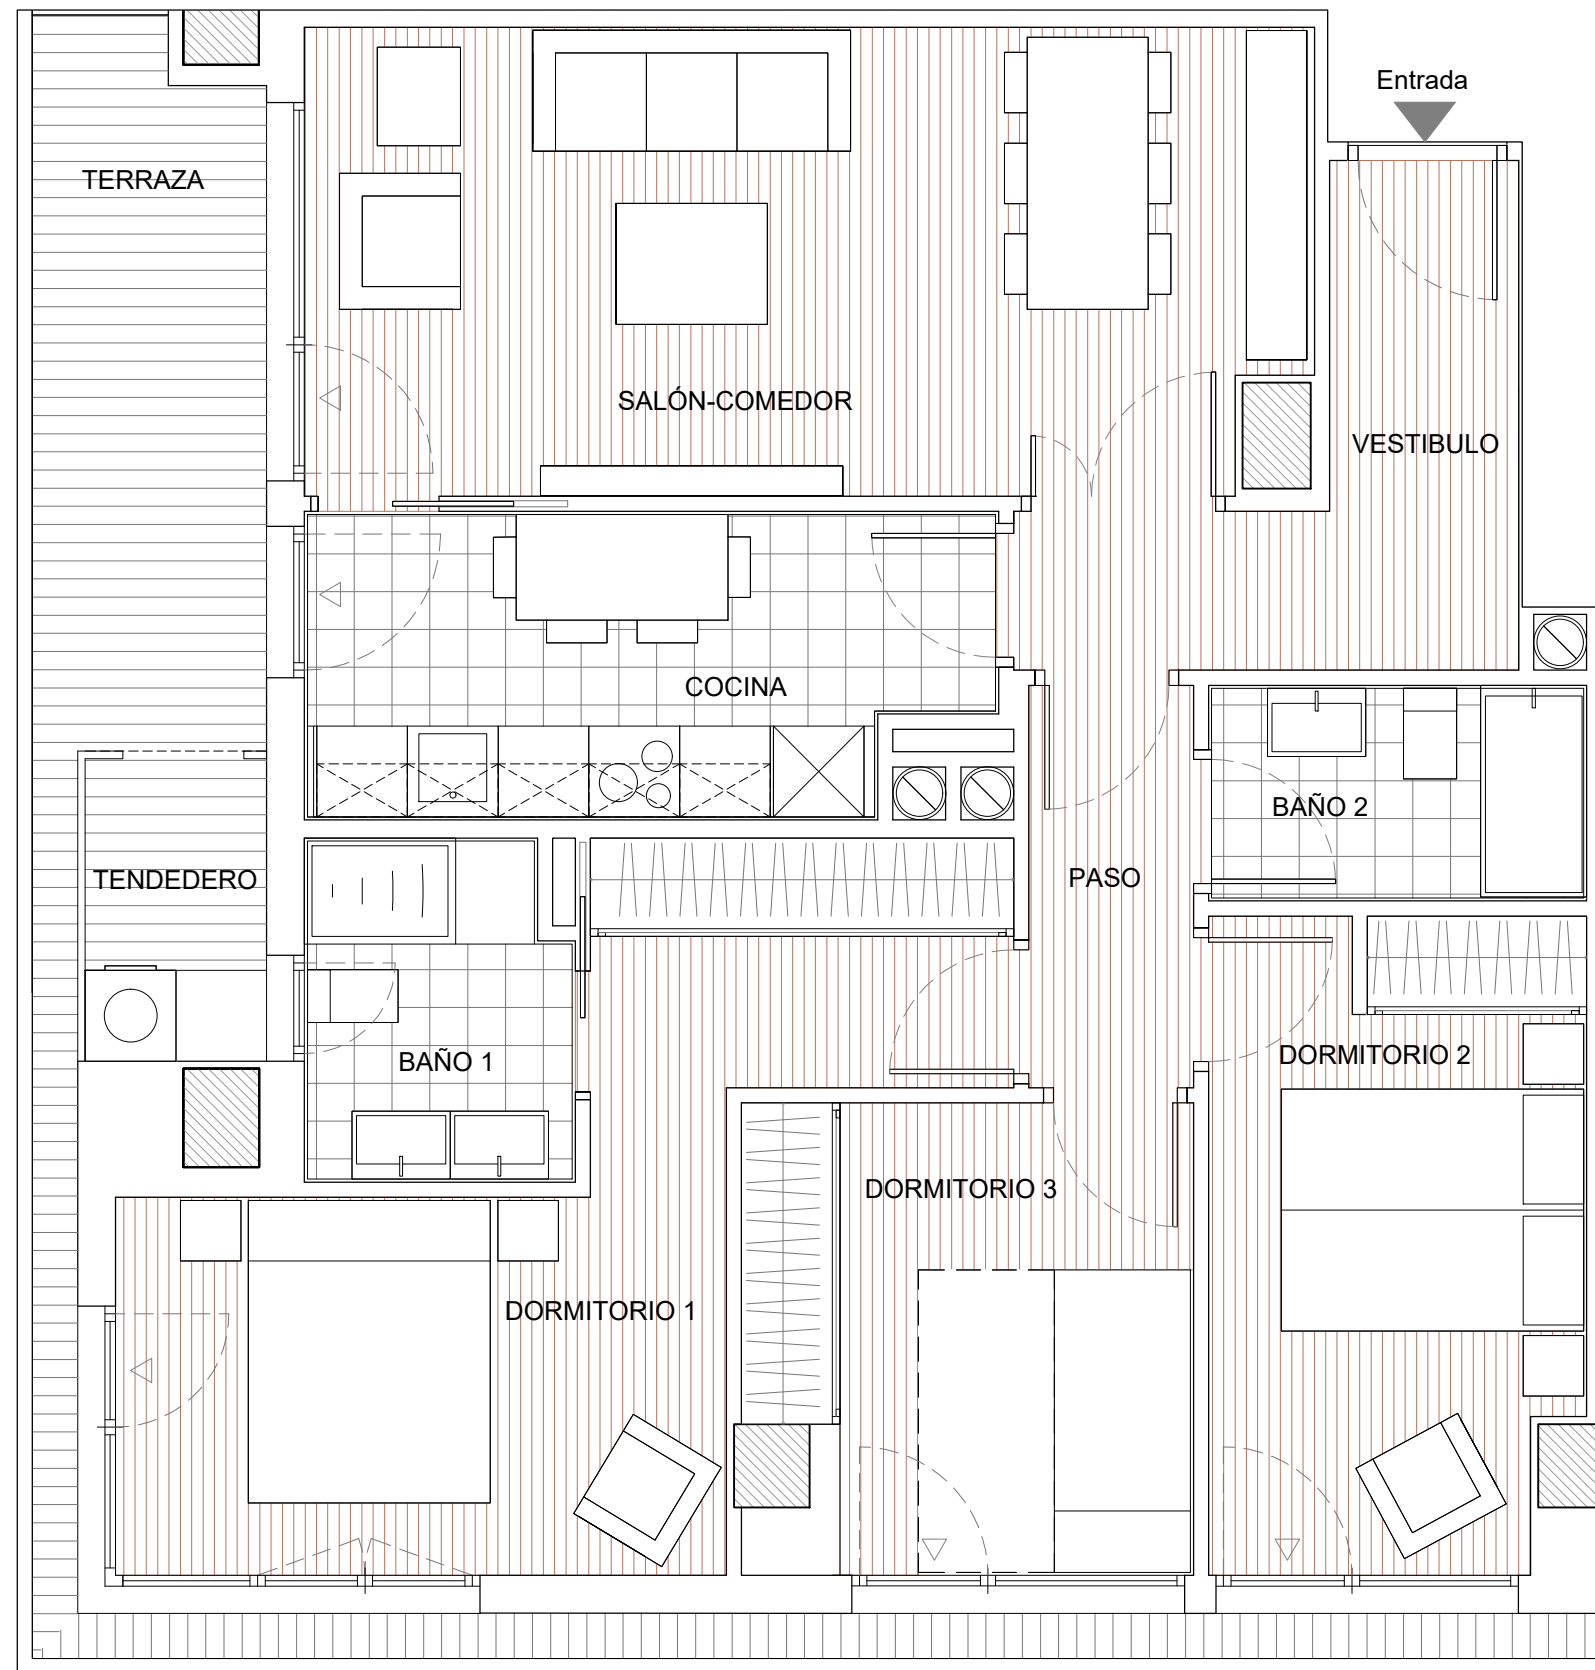 Entrada
TERRAZA
SALÓN-COMEDOR
VESTIBULO
COCINA
BAÑO 2
TENDEDERO
PASO
BAÑO 1
DORMITORIO 2
DORMITORIO 3
DORMITORIO 1